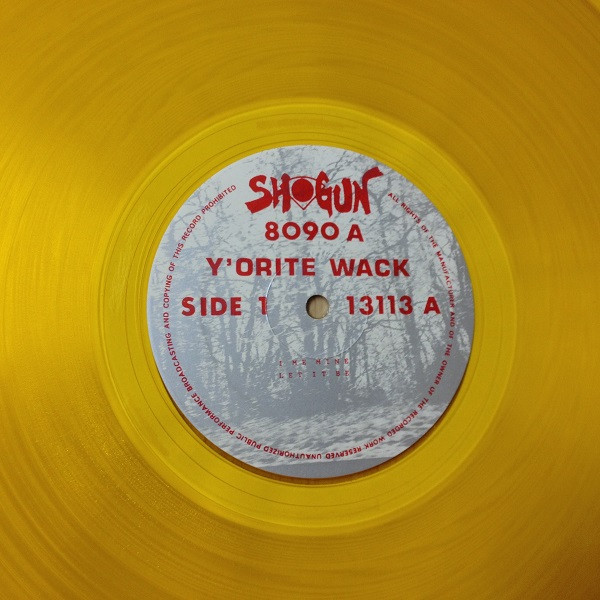 SHOGUN
8090 A
Y'ORITE WACK
SIDE 1 13113 A
I ME MINE
LET IT BE
ALL RIGHTS OF THE MANUFACTURER AND OF THE OWNER OF THE RECORDED WORK RESERVED UNAUTHORIZED PUBLIC PERFORMANCE BROADCASTING AND COPYING OF THIS RECORD PROHIBITED